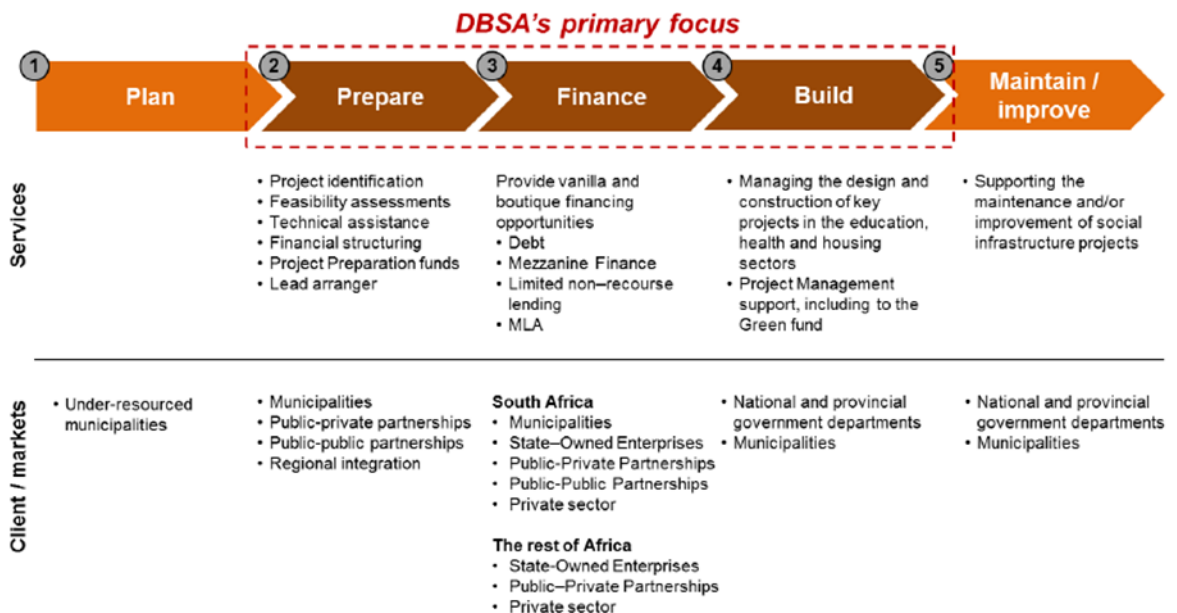 DBSA's primary focus
1
Plan
2
Prepare
3
Finance
4
Build
5
Maintain /
improve
Services
• Project identification
• Feasibility assessments
• Technical assistance
• Financial structuring
• Project Preparation funds
• Lead arranger
Provide vanilla and
boutique financing
opportunities
• Debt
• Mezzanine Finance
• Limited non–recourse
lending
• MLA
• Managing the design and
construction of key
projects in the education,
health and housing
sectors
• Project Management
support, including to the
Green fund
• Supporting the
maintenance and/or
improvement of social
infrastructure projects
Client / markets
• Under-resourced
municipalities
• Municipalities
• Public-private partnerships
• Public-public partnerships
• Regional integration
South Africa
• Municipalities
• State–Owned Enterprises
• Public-Private Partnerships
• Public-Public Partnerships
• Private sector
The rest of Africa
• State-Owned Enterprises
• Public–Private Partnerships
• Private sector
• National and provincial
government departments
• Municipalities
• National and provincial
government departments
• Municipalities